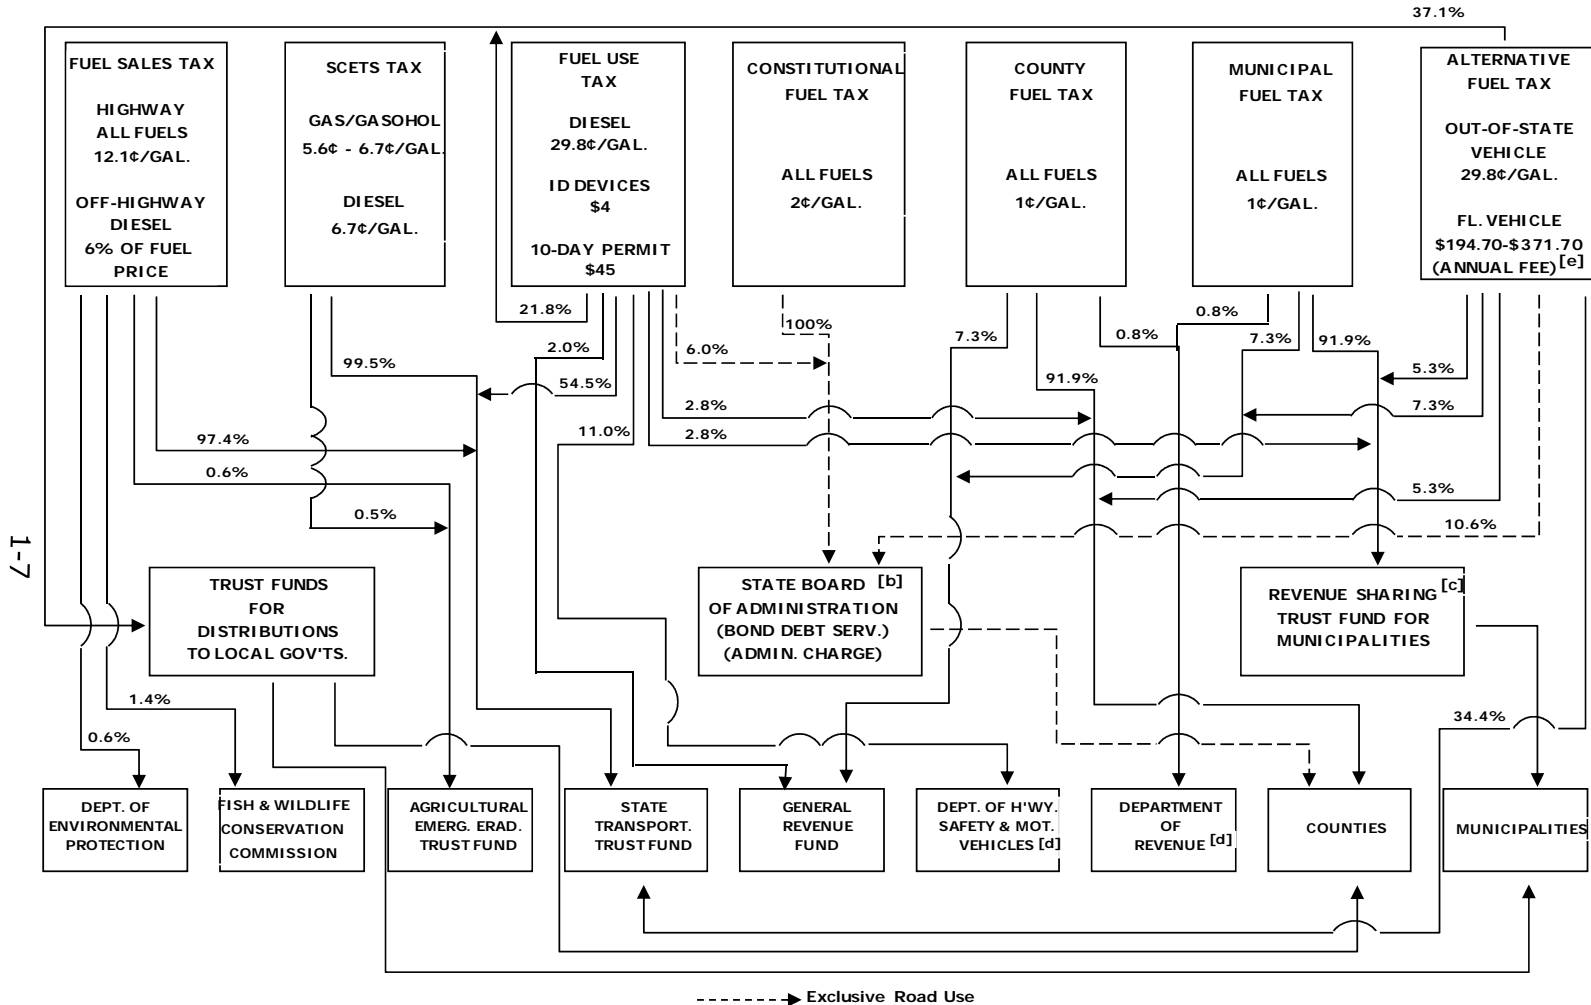 37.1%
FUEL SALES TAX
HIGHWAY
ALL FUELS
12.1¢/GAL.
OFF-HIGHWAY
DIESEL
6% OF FUEL
PRICE
SCETS TAX
GAS/GASOHOL
5.6¢ - 6.7¢/GAL.
DIESEL
6.7¢/GAL.
FUEL USE
TAX
DIESEL
29.8¢/GAL.
ID DEVICES
$4
10-DAY PERMIT
$45
CONSTITUTIONAL
FUEL TAX
ALL FUELS
2¢/GAL.
COUNTY
FUEL TAX
ALL FUELS
1¢/GAL.
MUNICIPAL
FUEL TAX
ALL FUELS
1¢/GAL.
ALTERNATIVE
FUEL TAX
OUT-OF-STATE
VEHICLE
29.8¢/GAL.
FL. VEHICLE
$194.70-$371.70
(ANNUAL FEE)[e]
21.8%
100%
0.8%
0.8%
7.3%
7.3%
91.9%
2.0%
6.0%
99.5%
54.5%
91.9%
5.3%
2.8%
7.3%
11.0%
2.8%
97.4%
0.6%
5.3%
0.5%
10.6%
1-7
TRUST FUNDS
FOR
DISTRIBUTIONS
TO LOCAL GOV'TS.
STATE BOARD [b]
OF ADMINISTRATION
(BOND DEBT SERV.)
(ADMIN. CHARGE)
REVENUE SHARING [c]
TRUST FUND FOR
MUNICIPALITIES
1.4%
34.4%
0.6%
DEPT. OF
ENVIRONMENTAL
PROTECTION
FISH & WILDLIFE
CONSERVATION
COMMISSION
AGRICULTURAL
EMERG. ERAD.
TRUST FUND
STATE
TRANSPORT.
TRUST FUND
GENERAL
REVENUE
FUND
DEPT. OF H'WY.
SAFETY & MOT.
VEHICLES [d]
DEPARTMENT
OF
REVENUE [d]
COUNTIES
MUNICIPALITIES
Exclusive Road Use